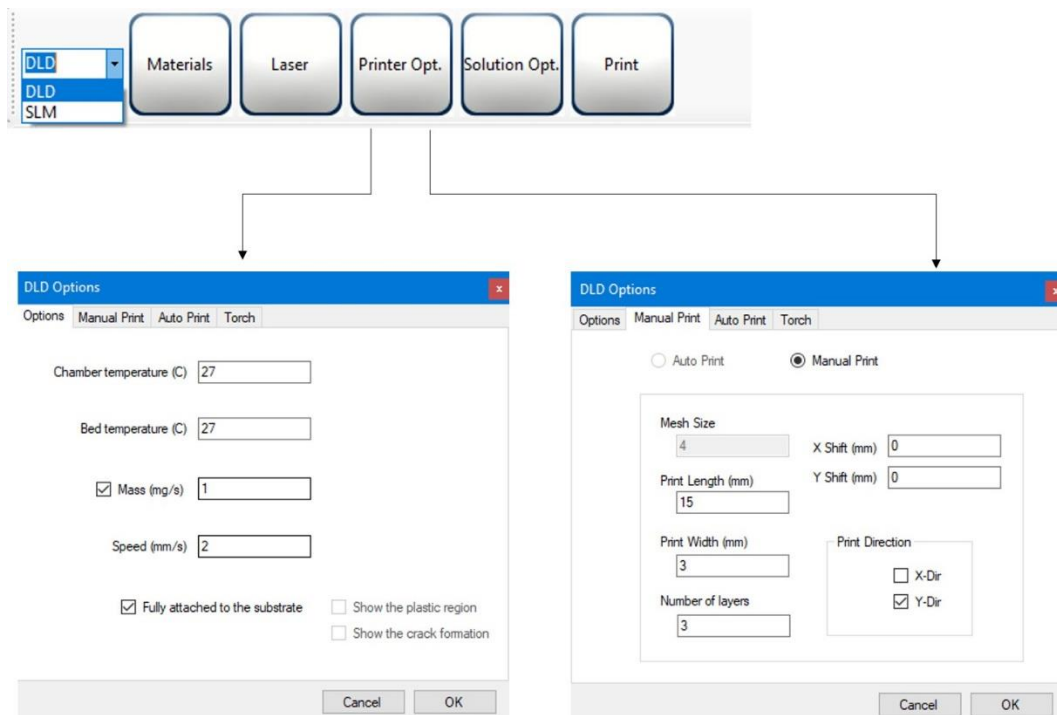 DLD
DLD
SLM
Materials
Laser
Printer Opt.
Solution Opt.
Print
DLD Options
x
Options Manual Print Auto Print Torch
Chamber temperature (C) 27
Bed temperature (C) 27
Mass (mg/s) 1
Speed (mm/s) 2
Fully attached to the substrate
Show the plastic region
Show the crack formation
Cancel OK
DLD Options
x
Options Manual Print Auto Print Torch
Auto Print Manual Print
Mesh Size
4
X Shift (mm) 0
Print Length (mm)
15
Y Shift (mm) 0
Print Width (mm)
3
Number of layers
3
Print Direction
X-Dir
Y-Dir
Cancel OK